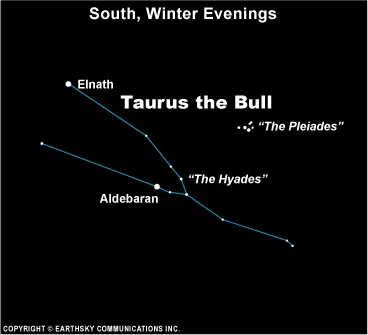 South, Winter Evenings
Elnath
Taurus the Bull
“The Pleiades”
“The Hyades”
Aldebaran
COPYRIGHT © EARTHSKY COMMUNICATIONS INC.